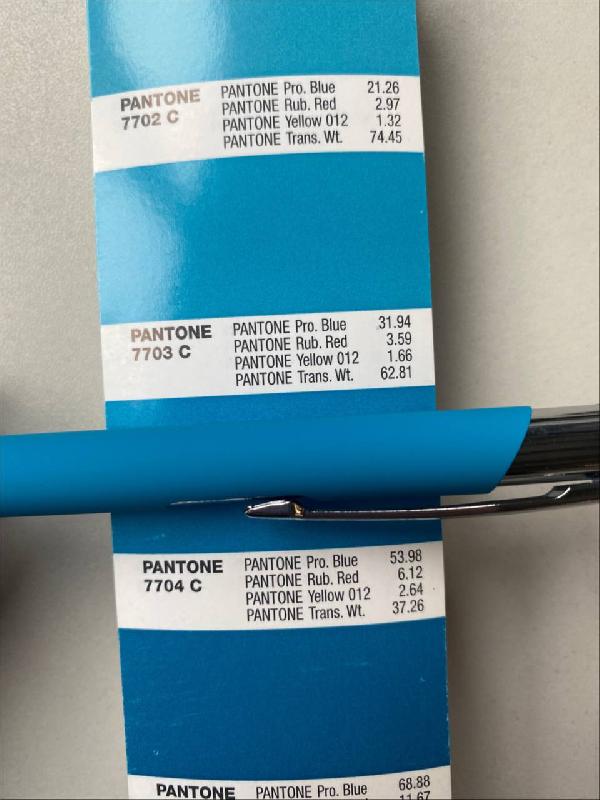 PANTONE 7702 C
PANTONE Pro. Blue 21.26
PANTONE Rub. Red 2.97
PANTONE Yellow 012 1.32
PANTONE Trans. Wt. 74.45
PANTONE 7703 C
PANTONE Pro. Blue 31.94
PANTONE Rub. Red 3.59
PANTONE Yellow 012 1.66
PANTONE Trans. Wt. 62.81
PANTONE 7704 C
PANTONE Pro. Blue 53.98
PANTONE Rub. Red 6.12
PANTONE Yellow 012 2.64
PANTONE Trans. Wt. 37.26
PANTONE
PANTONE Pro. Blue 68.88
11.67